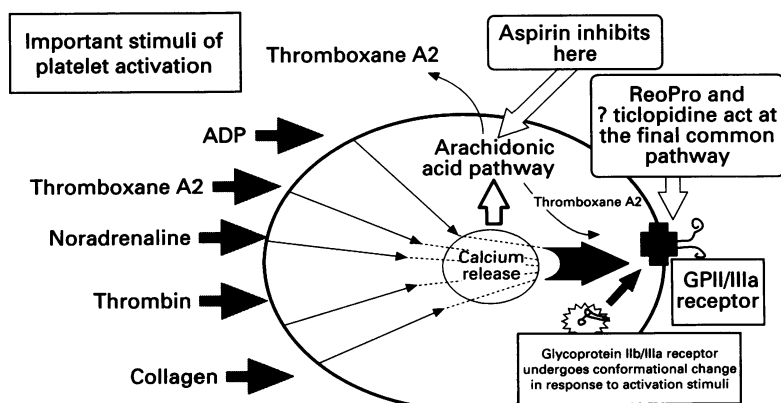 Important stimuli of
platelet activation
Thromboxane A2
Aspirin inhibits
here
ReoPro and
? ticlopidine act at
the final common
pathway
ADP
Arachidonic
acid pathway
Thromboxane A2
Thromboxane A2
Noradrenaline
Calcium
release
Thrombin
GPII/IIIa
receptor
Collagen
Glycoprotein IIb/IIIa receptor
undergoes conformational change
in response to activation stimuli